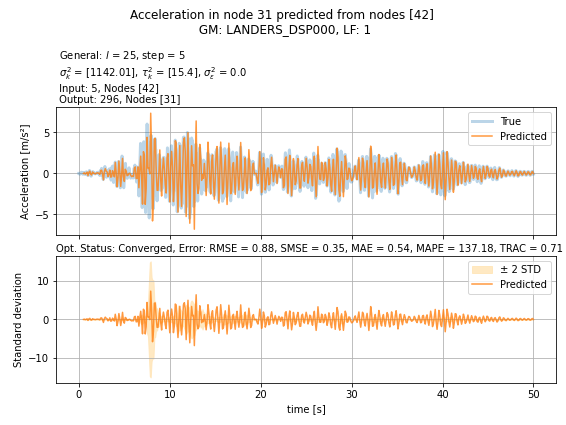 Acceleration in node 31 predicted from nodes [42]
GM: LANDERS_DSP000, LF: 1
General: l = 25, step = 5
σ²ₖ = [1142.01], τ²ₖ = [15.4], σ²ε = 0.0
Input: 5, Nodes [42]
Output: 296, Nodes [31]
True
Predicted
5
0
−5
Acceleration [m/s²]
Opt. Status: Converged, Error: RMSE = 0.88, SMSE = 0.35, MAE = 0.54, MAPE = 137.18, TRAC = 0.71
± 2 STD
Predicted
10
0
−10
Standard deviation
0 10 20 30 40 50
time [s]